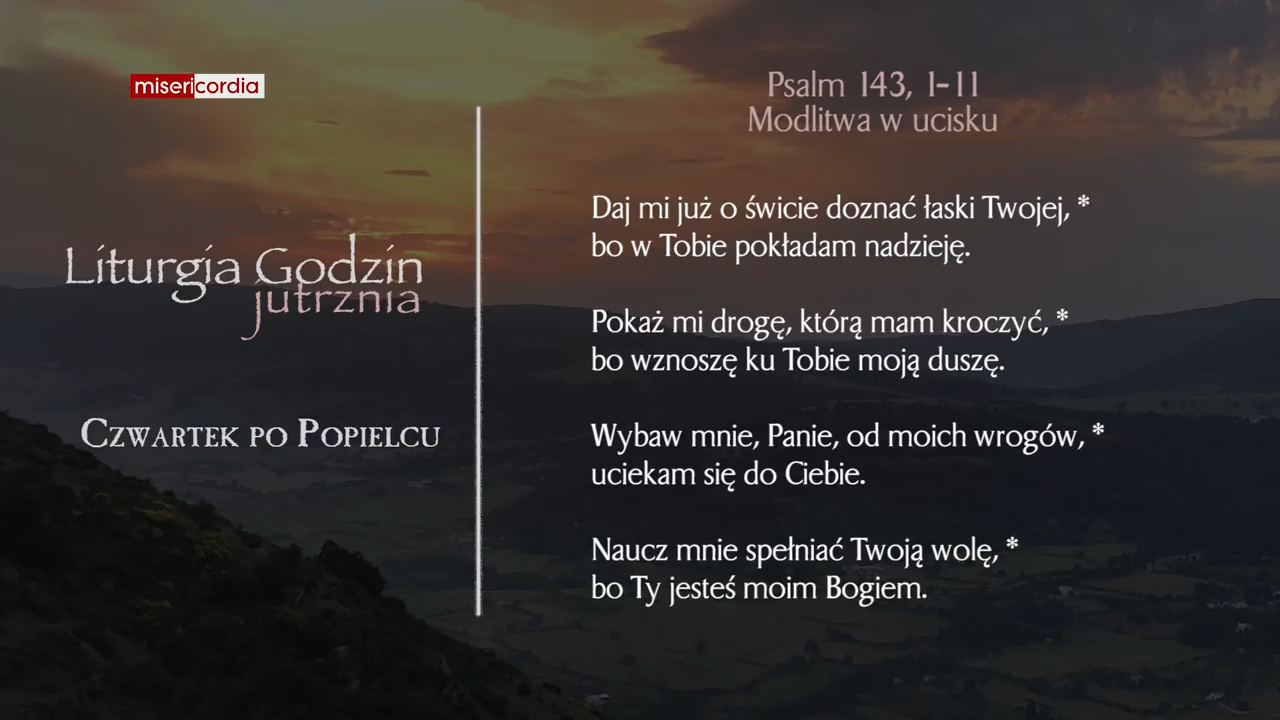 misericordia
Liturgia Godzin
jutrznia
Czwartek po Popielcu
Psalm 143, 1-11
Modlitwa w ucisku
Daj mi już o świcie doznać łaski Twojej, *
bo w Tobie pokładam nadzieję.
Pokaż mi drogę, którą mam kroczyć, *
bo wznoszę ku Tobie moją duszę.
Wybaw mnie, Panie, od moich wrogów, *
uciekam się do Ciebie.
Naucz mnie spełniać Twoją wolę, *
bo Ty jesteś moim Bogiem.